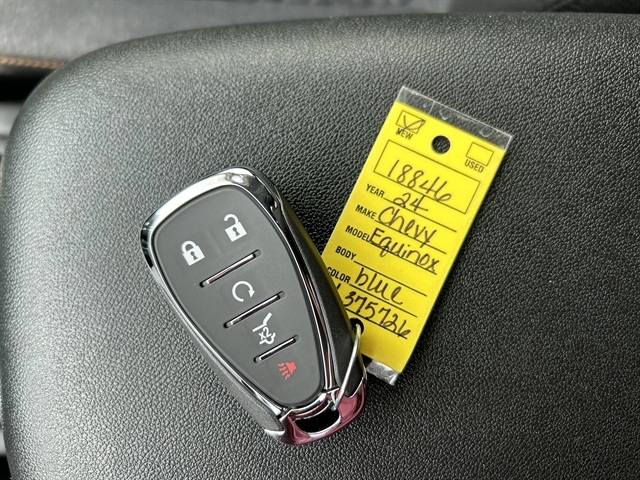 NEW USED
18846
YEAR 24
MAKE Chevy
MODEL Equinox
BODY
COLOR blue
375726